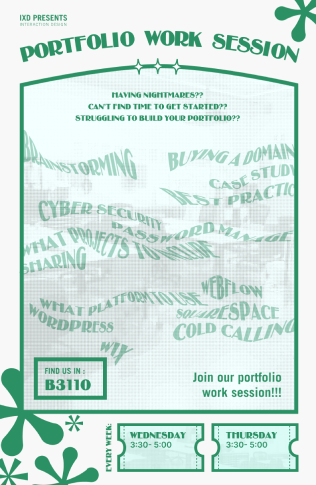 IXD PRESENTS
INTERACTION DESIGN
PORTFOLIO WORK SESSION
HAVING NIGHTMARES??
CAN'T FIND TIME TO GET STARTED??
STRUGGLING TO BUILD YOUR PORTFOLIO??
BRAINSTORMING
BUYING A DOMAIN
CASE STUDY
BEST PRACTIC
CYBER SECURITY
PASSWORD MANAGE
WHAT PROJECTS TO INCLUDE
SHARING
WEBFLOW
WHAT PLATFORM TO USE
SQUARESPACE
WORDPRESS
COLD CALLING
WIX
FIND US IN :
B3110
Join our portfolio
work session!!!
EVERY WEEK:
WEDNESDAY
3:30- 5:00
THURSDAY
3:30- 5:00